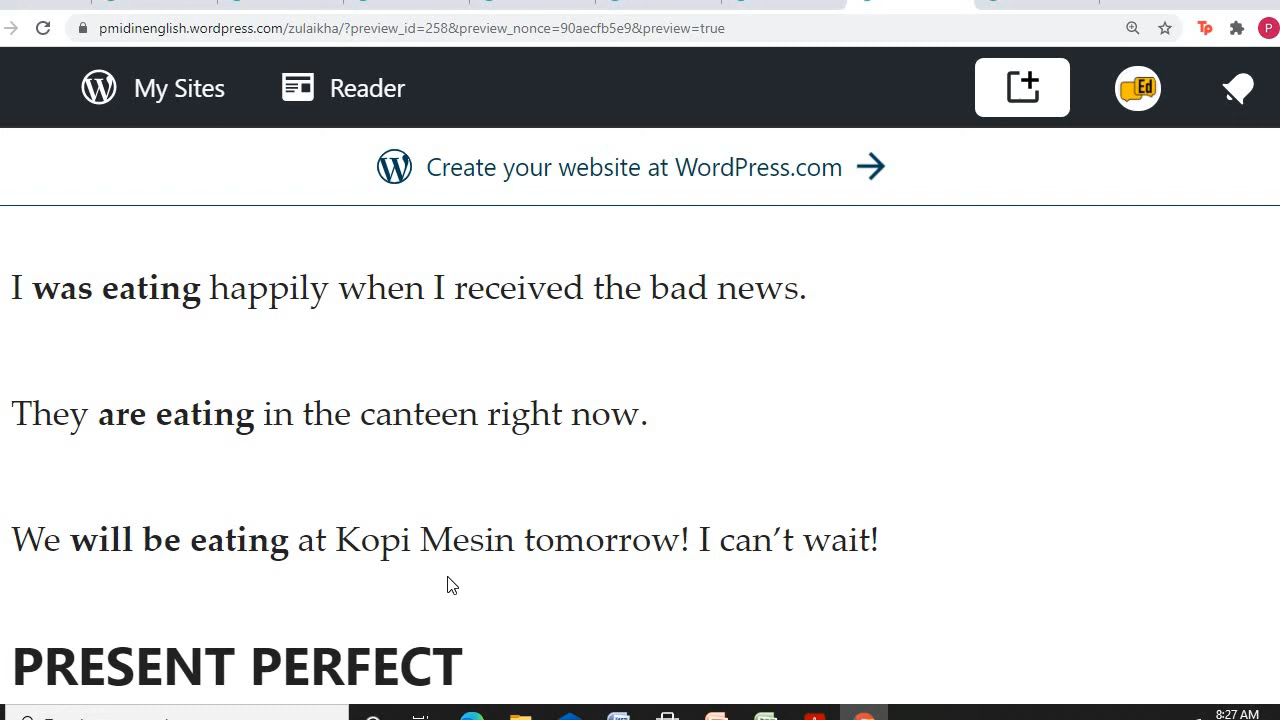 pmidinenglish.wordpress.com/zulaikha/?preview_id=258&preview_nonce=90aecfb5e9&preview=true
Tp
P
My Sites
Reader
Ed
Create your website at WordPress.com
I was eating happily when I received the bad news.
They are eating in the canteen right now.
We will be eating at Kopi Mesin tomorrow! I can’t wait!
PRESENT PERFECT
8:27 AM